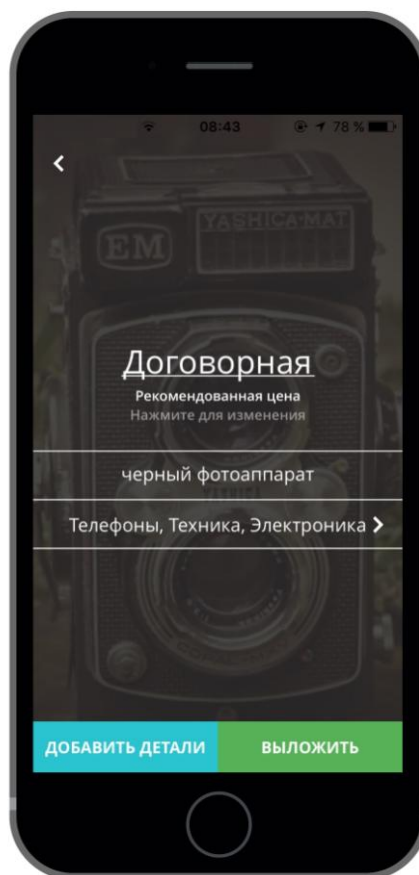 08:43
78 %
YASHICA-MAT
EM
Договорная
Рекомендованная цена
Нажмите для изменения
черный фотоаппарат
Телефоны, Техника, Электроника
ДОБАВИТЬ ДЕТАЛИ
ВЫЛОЖИТЬ